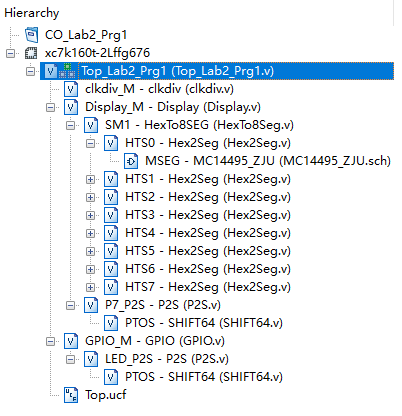 Hierarchy
CO_Lab2_Prg1
xc7k160t-2Lffg676
Top_Lab2_Prg1 (Top_Lab2_Prg1.v)
clkdiv_M - clkdiv (clkdiv.v)
Display_M - Display (Display.v)
SM1 - HexTo8SEG (HexTo8Seg.v)
HTS0 - Hex2Seg (Hex2Seg.v)
MSEG - MC14495_ZJU (MC14495_ZJU.sch)
HTS1 - Hex2Seg (Hex2Seg.v)
HTS2 - Hex2Seg (Hex2Seg.v)
HTS3 - Hex2Seg (Hex2Seg.v)
HTS4 - Hex2Seg (Hex2Seg.v)
HTS5 - Hex2Seg (Hex2Seg.v)
HTS6 - Hex2Seg (Hex2Seg.v)
HTS7 - Hex2Seg (Hex2Seg.v)
P7_P2S - P2S (P2S.v)
PTOS - SHIFT64 (SHIFT64.v)
GPIO_M - GPIO (GPIO.v)
LED_P2S - P2S (P2S.v)
PTOS - SHIFT64 (SHIFT64.v)
Top.ucf